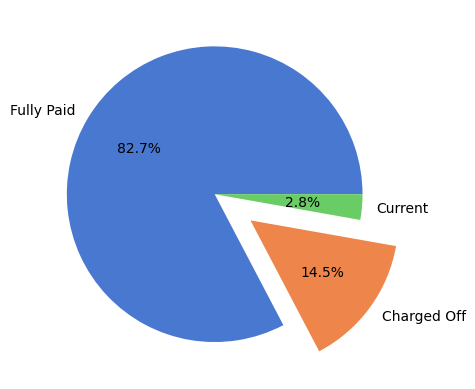 Fully Paid
82.7%
2.8%
Current
14.5%
Charged Off